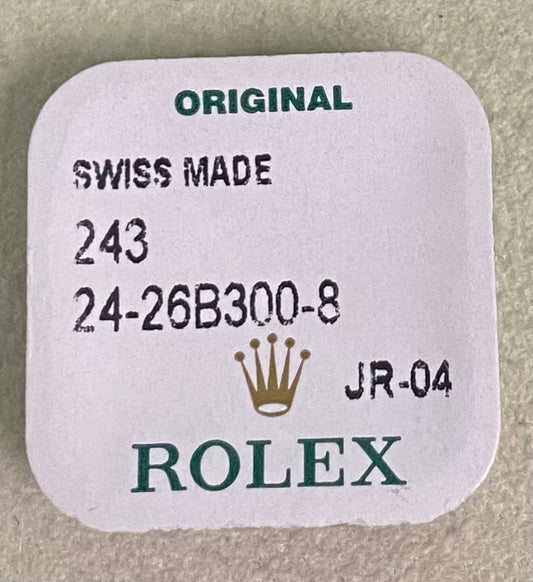 ORIGINAL
SWISS MADE
243
24-26B300-8
JR-04
ROLEX